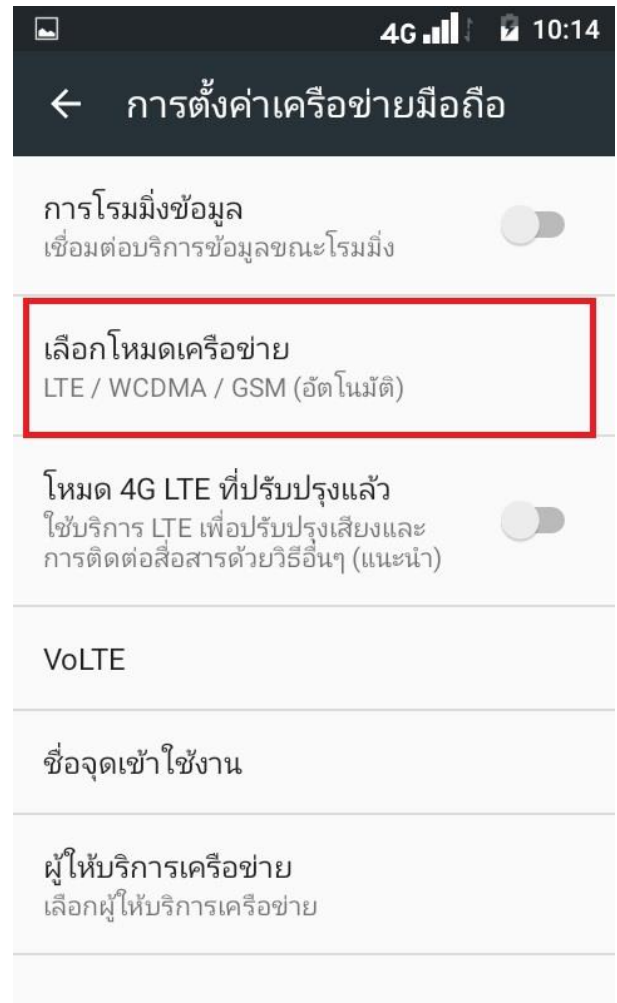 4G 10:14
การตั้งค่าเครือข่ายมือถือ
การโรมมิ่งข้อมูล
เชื่อมต่อบริการข้อมูลขณะโรมมิ่ง
เลือกโหมดเครือข่าย
LTE / WCDMA / GSM (อัตโนมัติ)
โหมด 4G LTE ที่ปรับปรุงแล้ว
ใช้บริการ LTE เพื่อปรับปรุงเสียงและ
การติดต่อสื่อสารด้วยวิธีอื่นๆ (แนะนำ)
VoLTE
ชื่อจุดเข้าใช้งาน
ผู้ให้บริการเครือข่าย
เลือกผู้ให้บริการเครือข่าย